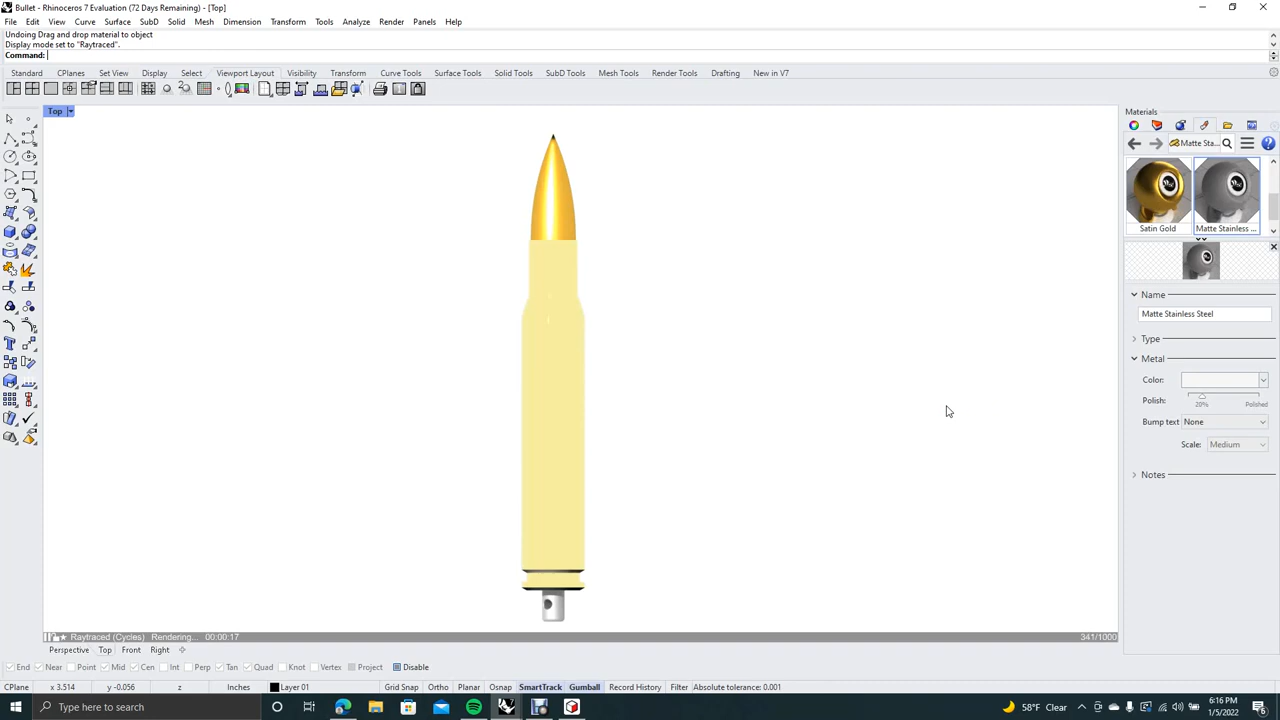 Bullet - Rhinoceros 7 Evaluation (72 Days Remaining) - [Top]
File Edit View Curve Surface SubD Solid Mesh Dimension Transform Tools Analyze Render Panels Help
Undoing Drag and drop material to object
Display mode set to "Raytraced".
Command:
Standard CPlanes Set View Display Select Viewport Layout Visibility Transform Curve Tools Surface Tools Solid Tools SubD Tools Mesh Tools Render Tools Drafting New in V7
Top
Materials
Matte Sta...
Satin Gold Matte Stainless ...
Name
Matte Stainless Steel
Type
Metal
Color:
Polish:
20% Polished
Bump text None
Scale: Medium
Notes
Raytraced (Cycles) Rendering... 00:00:17 341/1000
Perspective Top Front Right
End Near Point Mid Cen Int Perp Tan Quad Knot Vertex Project Disable
CPlane x 3.514 y -0.056 z Inches Layer 01 Grid Snap Ortho Planar Osnap SmartTrack Gumball Record History Filter Absolute tolerance: 0.001
Type here to search
58°F Clear
6:16 PM
1/5/2022
6